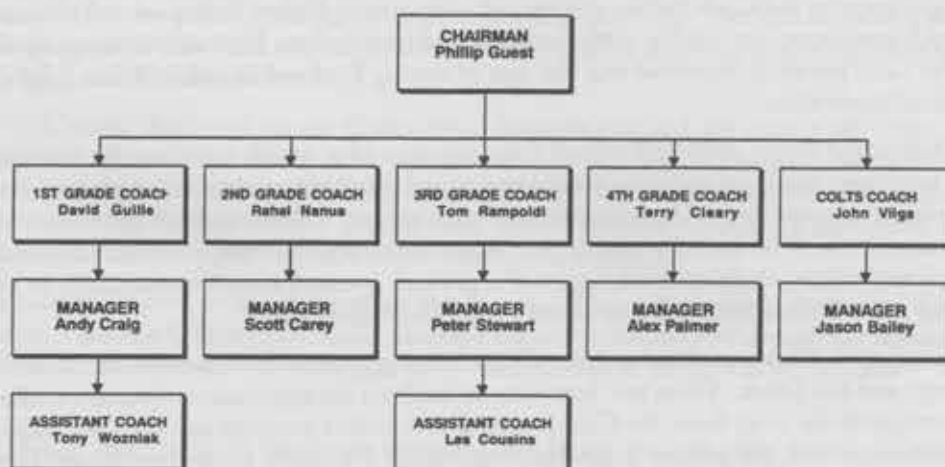 CHAIRMAN
Phillip Guest
1ST GRADE COACH
David Guille
2ND GRADE COACH
Rahal Nanua
3RD GRADE COACH
Tom Rampoldi
4TH GRADE COACH
Terry Cleary
COLTS COACH
John Vilga
MANAGER
Andy Craig
MANAGER
Scott Carey
MANAGER
Peter Stewart
MANAGER
Alex Palmer
MANAGER
Jason Bailey
ASSISTANT COACH
Tony Wozniak
ASSISTANT COACH
Les Cousins